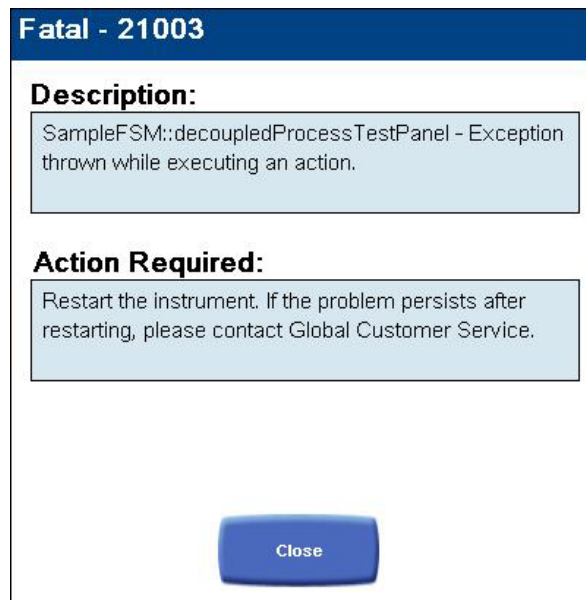 Fatal - 21003
Description:
SampleFSM::decoupledProcessTestPanel - Exception
thrown while executing an action.
Action Required:
Restart the instrument. If the problem persists after
restarting, please contact Global Customer Service.
Close